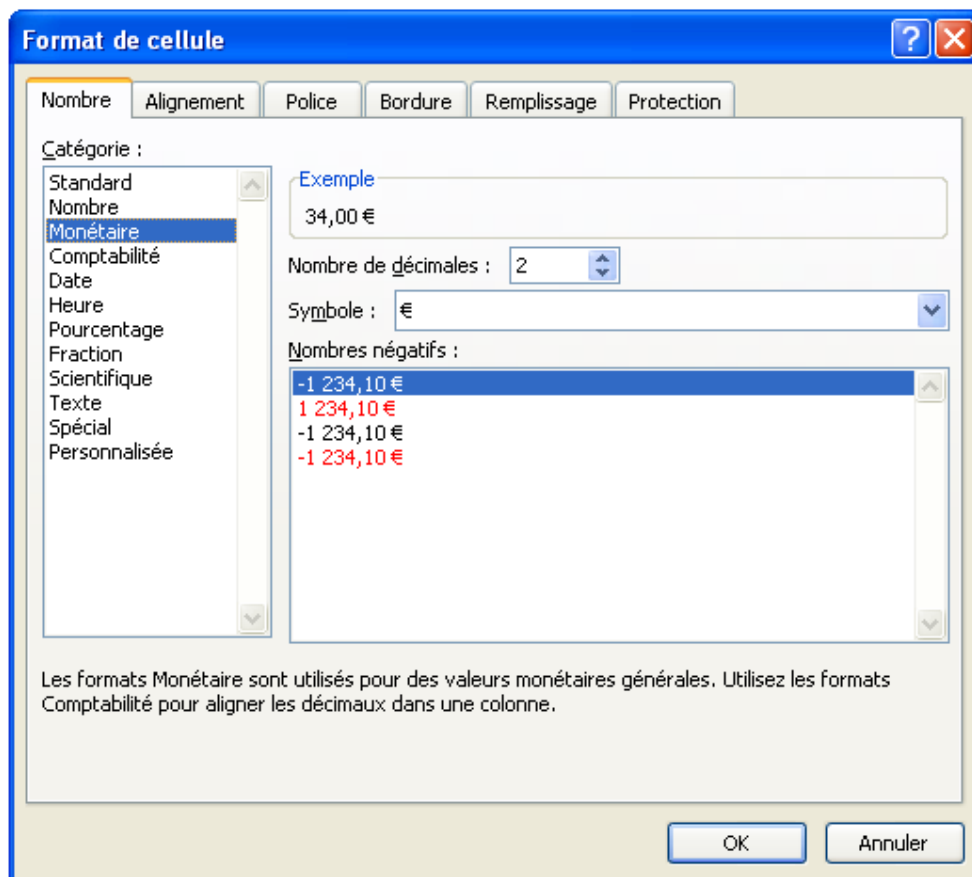 Format de cellule
Nombre Alignement Police Bordure Remplissage Protection
Catégorie :
Standard
Nombre
Monétaire
Comptabilité
Date
Heure
Pourcentage
Fraction
Scientifique
Texte
Spécial
Personnalisée
Exemple
34,00 €
Nombre de décimales : 2
Symbole : €
Nombres négatifs :
-1 234,10 €
1 234,10 €
-1 234,10 €
-1 234,10 €
Les formats Monétaire sont utilisés pour des valeurs monétaires générales. Utilisez les formats
Comptabilité pour aligner les décimaux dans une colonne.
OK Annuler